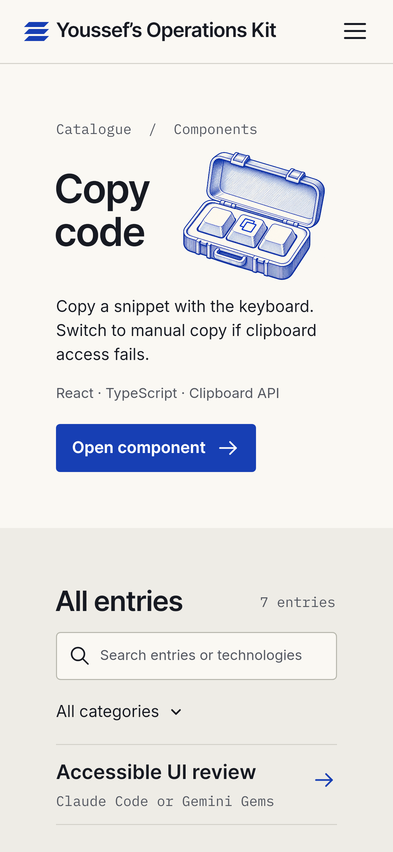 Youssef’s Operations Kit
Catalogue / Components
Copy
code
Copy a snippet with the keyboard.
Switch to manual copy if clipboard
access fails.
React · TypeScript · Clipboard API
Open component
All entries
7 entries
Search entries or technologies
All categories
Accessible UI review
Claude Code or Gemini Gems